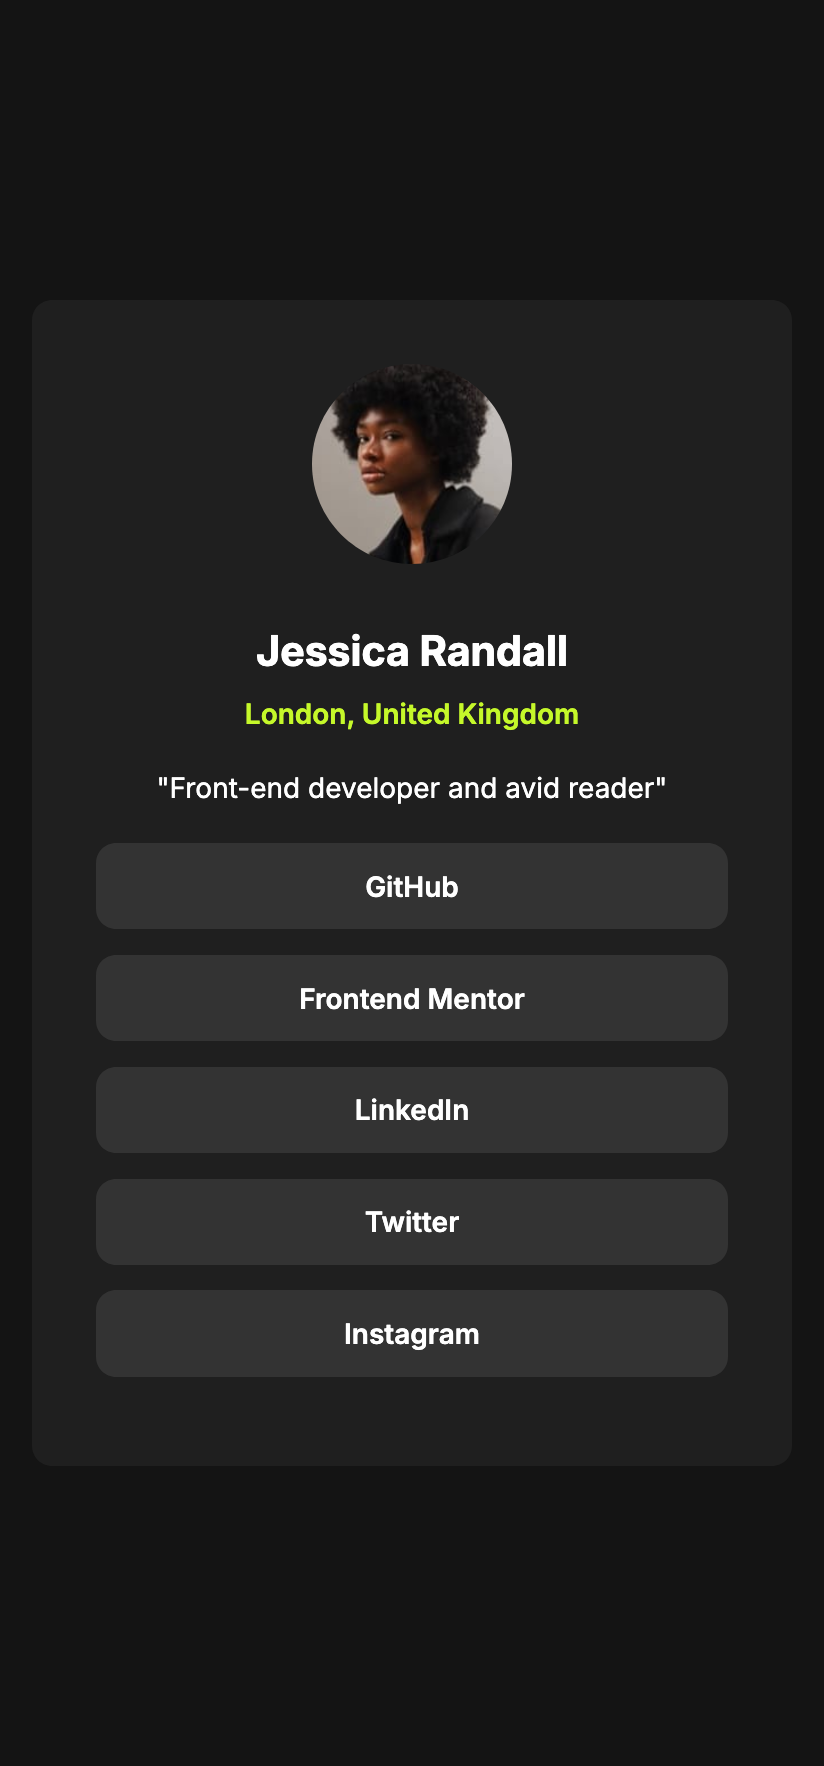 Jessica Randall
London, United Kingdom
"Front-end developer and avid reader"
GitHub
Frontend Mentor
LinkedIn
Twitter
Instagram